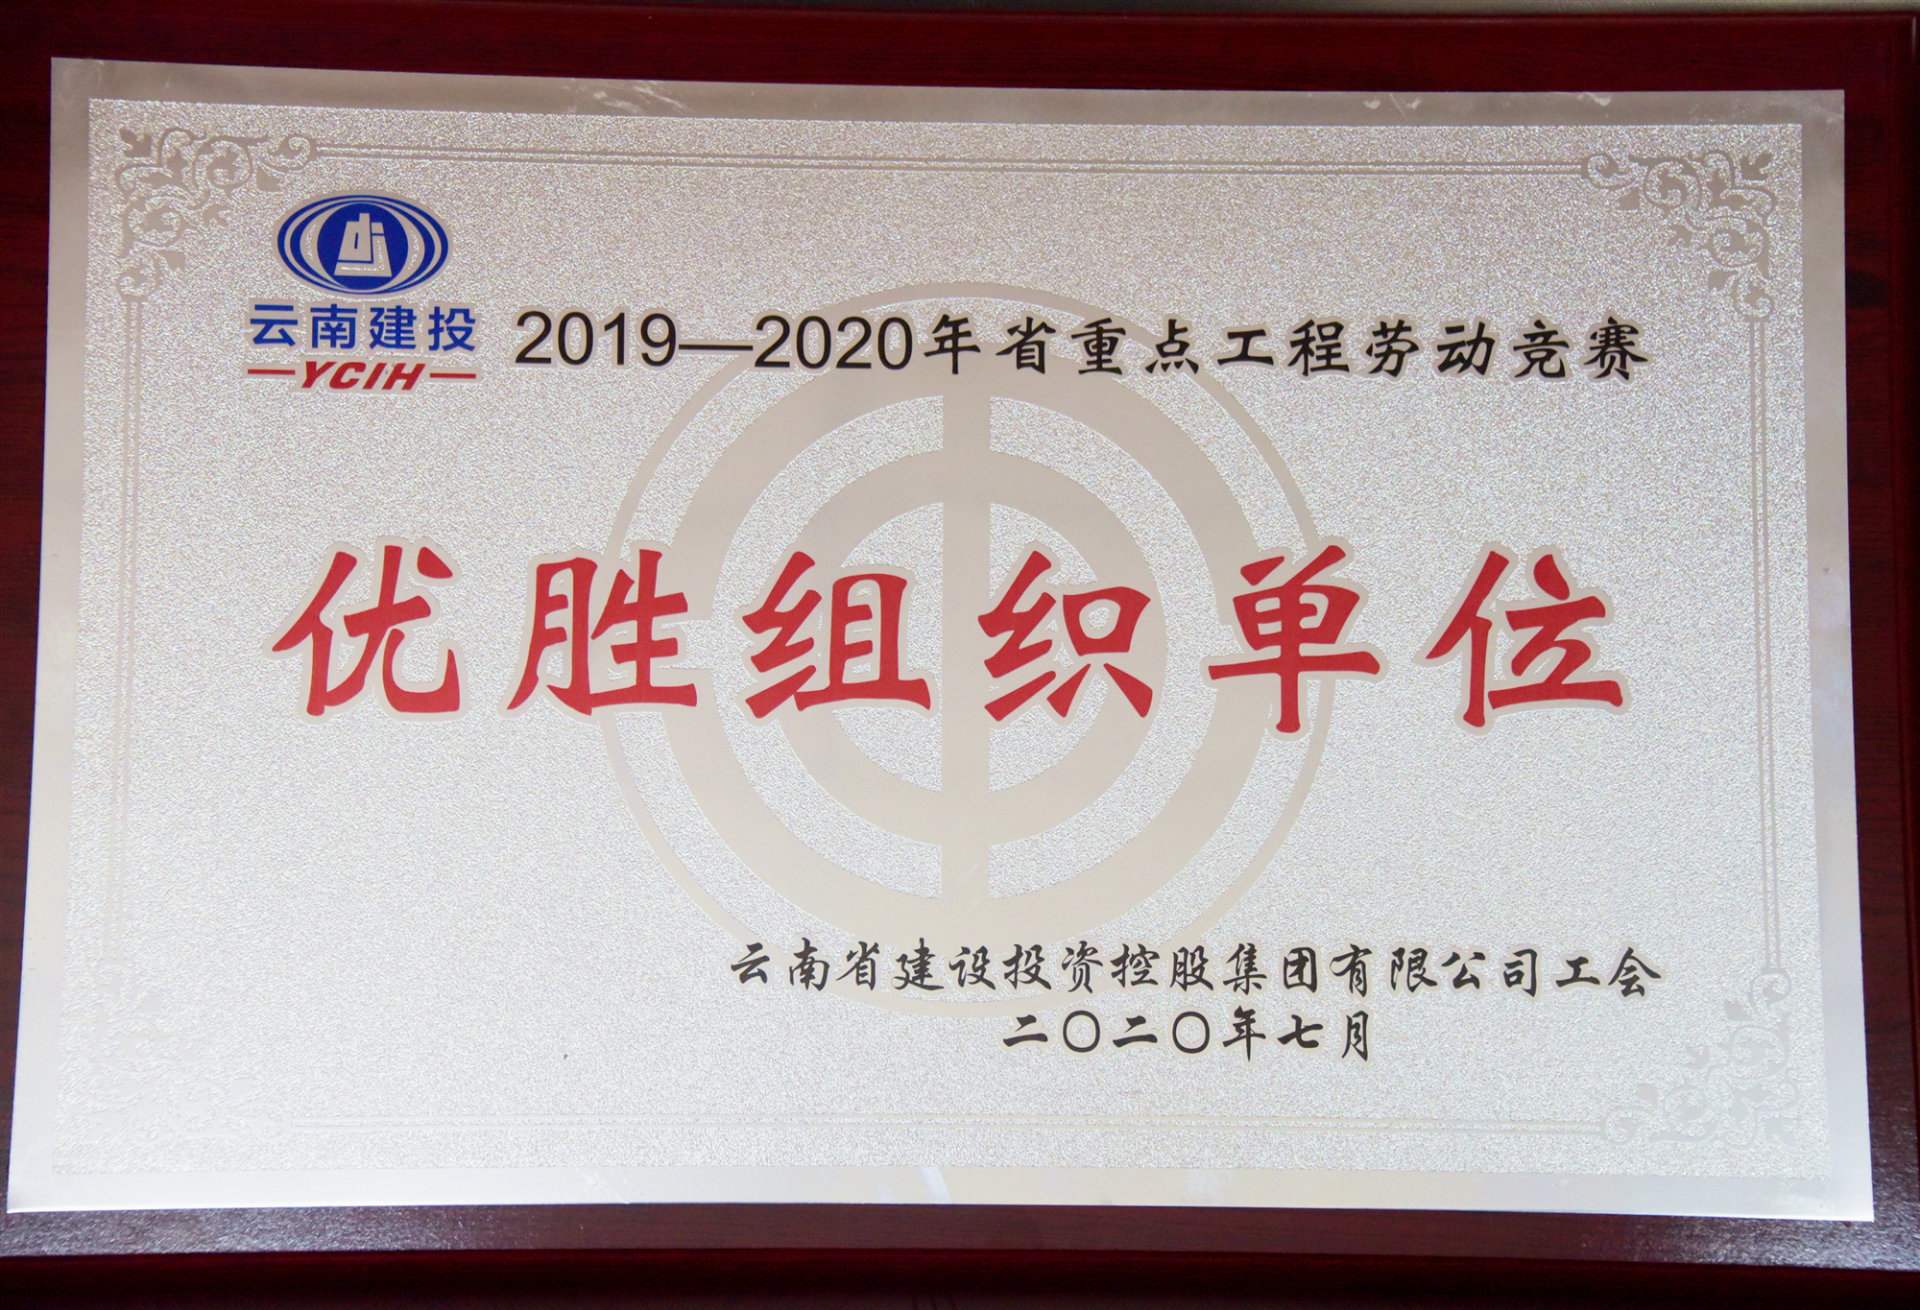 云南建投
YCIH
2019—2020年省重点工程劳动竞赛
优胜组织单位
云南省建设投资控股集团有限公司工会
二〇二〇年七月